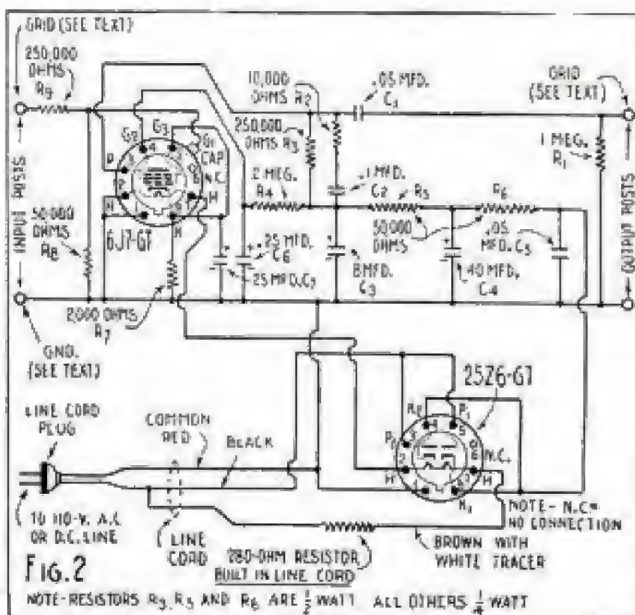 GRID (SEE TEXT)
250,000
OHMS R9
INPUT POSTS
50,000
OHMS
R8
GND.
(SEE TEXT)
6J7-GT
G2
G3
G1
CAP
N.C.
P
H
H
K
2,000 OHMS
R7
10,000
OHMS R2
.05 MFD.
C1
GRID
(SEE TEXT)
250,000
OHMS R3
1 MEG.
R1
2 MEG.
R4
.1 MFD.
C2
R5
R6
50,000
OHMS
.25 MFD.
C6
25 MFD. C7
8 MFD.
C3
40 MFD.
C4
.05
MFD. C5
OUTPUT POSTS
25Z6-GT
K2
P1
P2
N.C.
H
H
K1
LINE CORD
PLUG
COMMON
RED
BLACK
TO 110-V. A.C.
OR D.C. LINE
LINE
CORD
280-OHM RESISTOR
BUILT IN LINE CORD
BROWN WITH
WHITE TRACER
NOTE- N.C.=
NO CONNECTION
FIG. 2
NOTE-RESISTORS R3, R5 AND R6 ARE 1/2 WATT ALL OTHERS 1/4 WATT